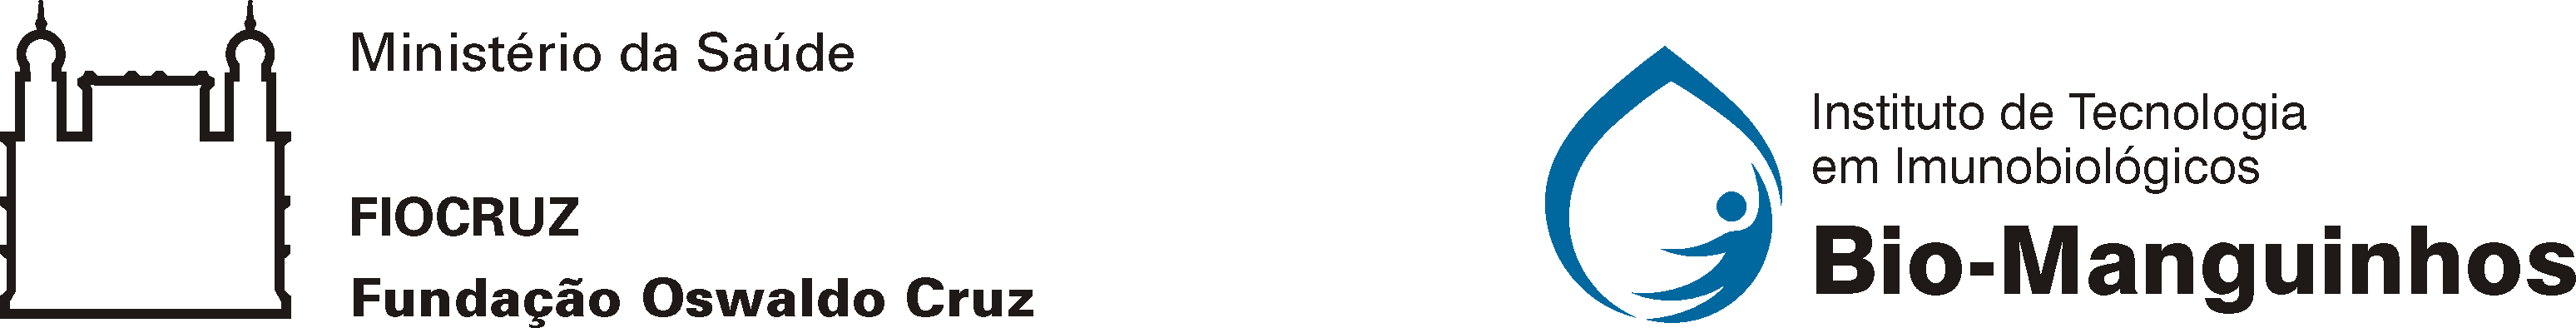 Ministério da Saúde
FIOCRUZ
Fundação Oswaldo Cruz
Instituto de Tecnologia
em Imunobiológicos
Bio-Manguinhos